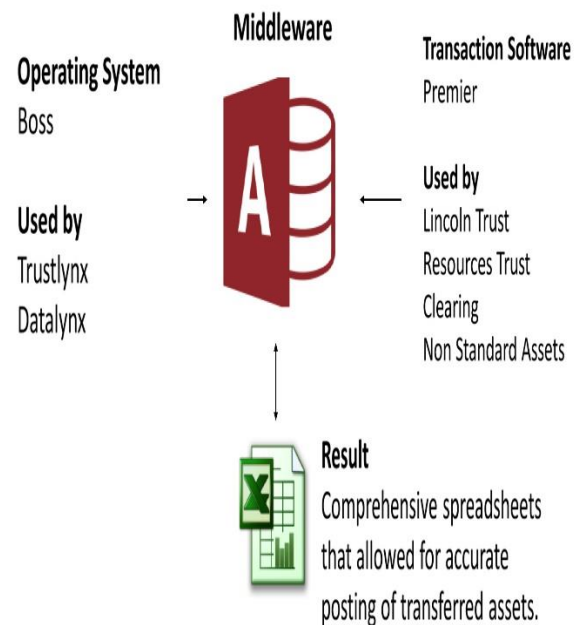 Middleware
Operating System
Boss
Used by
Trustlynx
Datalynx
A
Transaction Software
Premier
Used by
Lincoln Trust
Resources Trust
Clearing
Non Standard Assets
X
Result
Comprehensive spreadsheets
that allowed for accurate
posting of transferred assets.